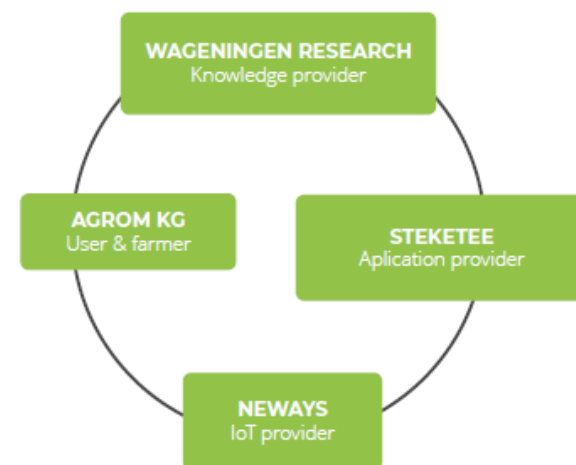 WAGENINGEN RESEARCH
Knowledge provider
AGROM KG
User & farmer
STEKETEE
Aplication provider
NEWAYS
IoT provider